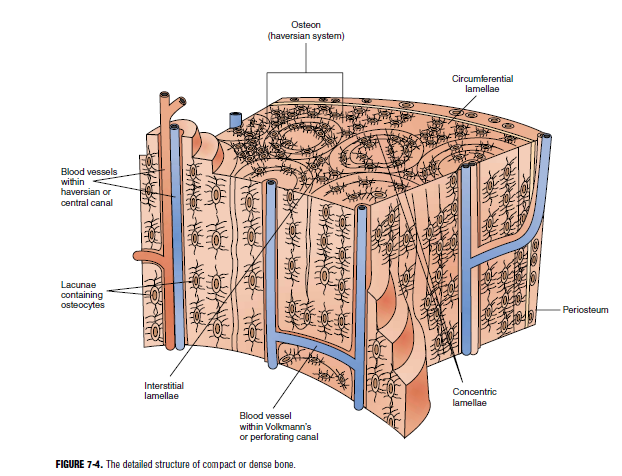 Osteon
(haversian system)
Circumferential
lamellae
Blood vessels
within
haversian or
central canal
Lacunae
containing
osteocytes
Periosteum
Interstitial
lamellae
Concentric
lamellae
Blood vessel
within Volkmann's
or perforating canal
FIGURE 7-4. The detailed structure of compact or dense bone.